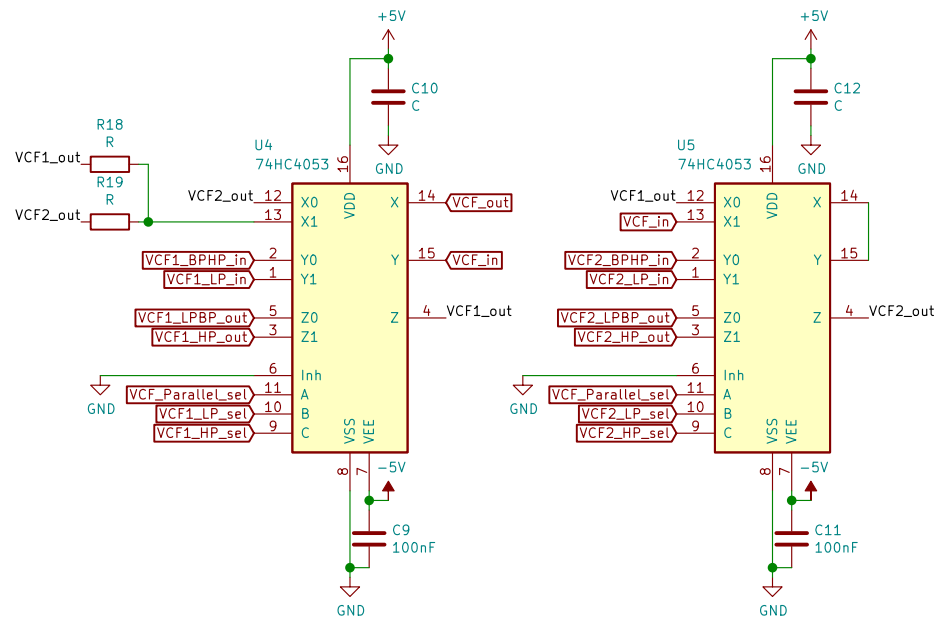 +5V
C10
C
GND
R18
R
VCF1_out
R19
R
VCF2_out
U4
74HC4053
16
VDD
VCF2_out
12
X0
13
X1
VCF1_BPHP_in
2
Y0
VCF1_LP_in
1
Y1
VCF1_LPBP_out
5
Z0
VCF1_HP_out
3
Z1
6
Inh
GND
VCF_Parallel_sel
11
A
VCF1_LP_sel
10
B
VCF1_HP_sel
9
C
X
14
VCF_out
Y
15
VCF_in
Z
4
VCF1_out
VSS
VEE
8
7
-5V
C9
100nF
GND
+5V
C12
C
GND
U5
74HC4053
16
VDD
VCF1_out
12
X0
VCF_in
13
X1
VCF2_BPHP_in
2
Y0
VCF2_LP_in
1
Y1
VCF2_LPBP_out
5
Z0
VCF2_HP_out
3
Z1
6
Inh
GND
VCF_Parallel_sel
11
A
VCF2_LP_sel
10
B
VCF2_HP_sel
9
C
X
14
Y
15
Z
4
VCF2_out
VSS
VEE
8
7
-5V
C11
100nF
GND